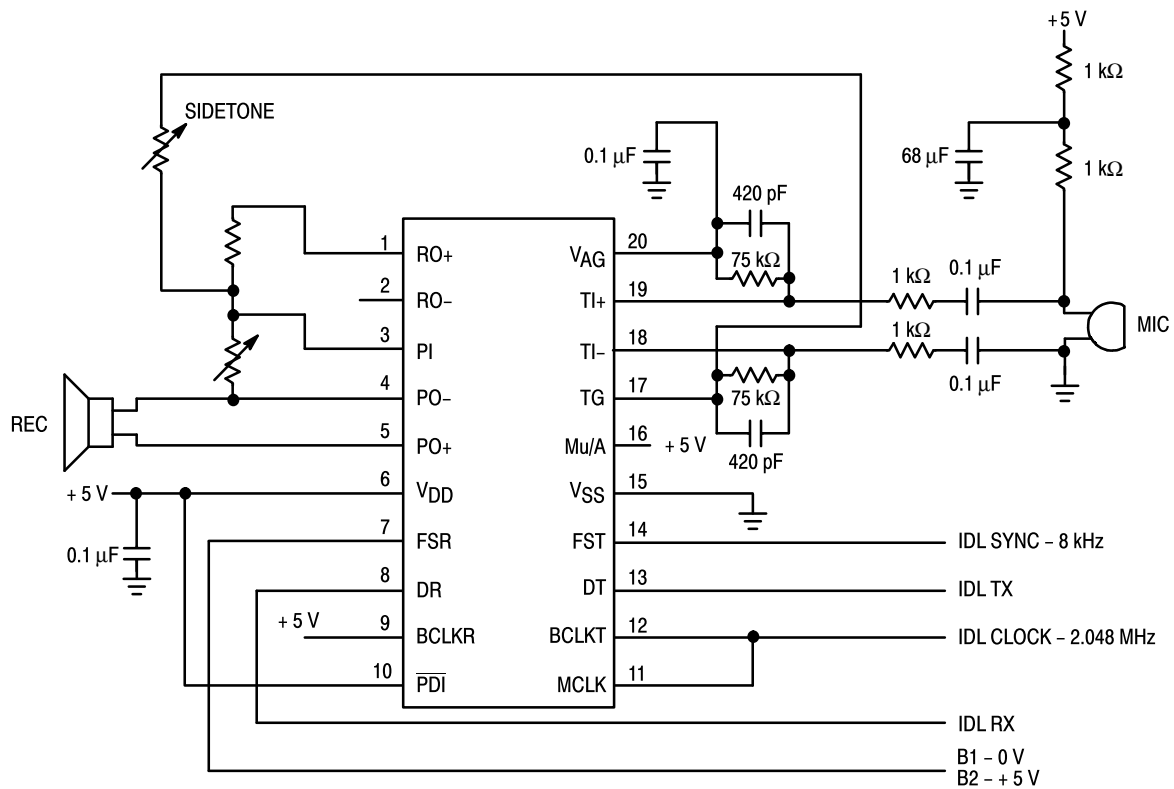 +5 V
1 kΩ
SIDETONE
0.1 μF
68 μF
1 kΩ
420 pF
1 RO+
VAG 20
75 kΩ
1 kΩ
0.1 μF
2 RO–
TI+ 19
MIC
3 PI
TI– 18
1 kΩ
0.1 μF
REC
4 PO–
TG 17
75 kΩ
5 PO+
Mu/A 16 + 5 V
420 pF
+ 5 V
6 VDD
VSS 15
0.1 μF
7 FSR
FST 14
IDL SYNC – 8 kHz
8 DR
DT 13
IDL TX
+ 5 V
9 BCLKR
BCLKT 12
IDL CLOCK – 2.048 MHz
10 PDI
MCLK 11
IDL RX
B1 – 0 V
B2 – + 5 V